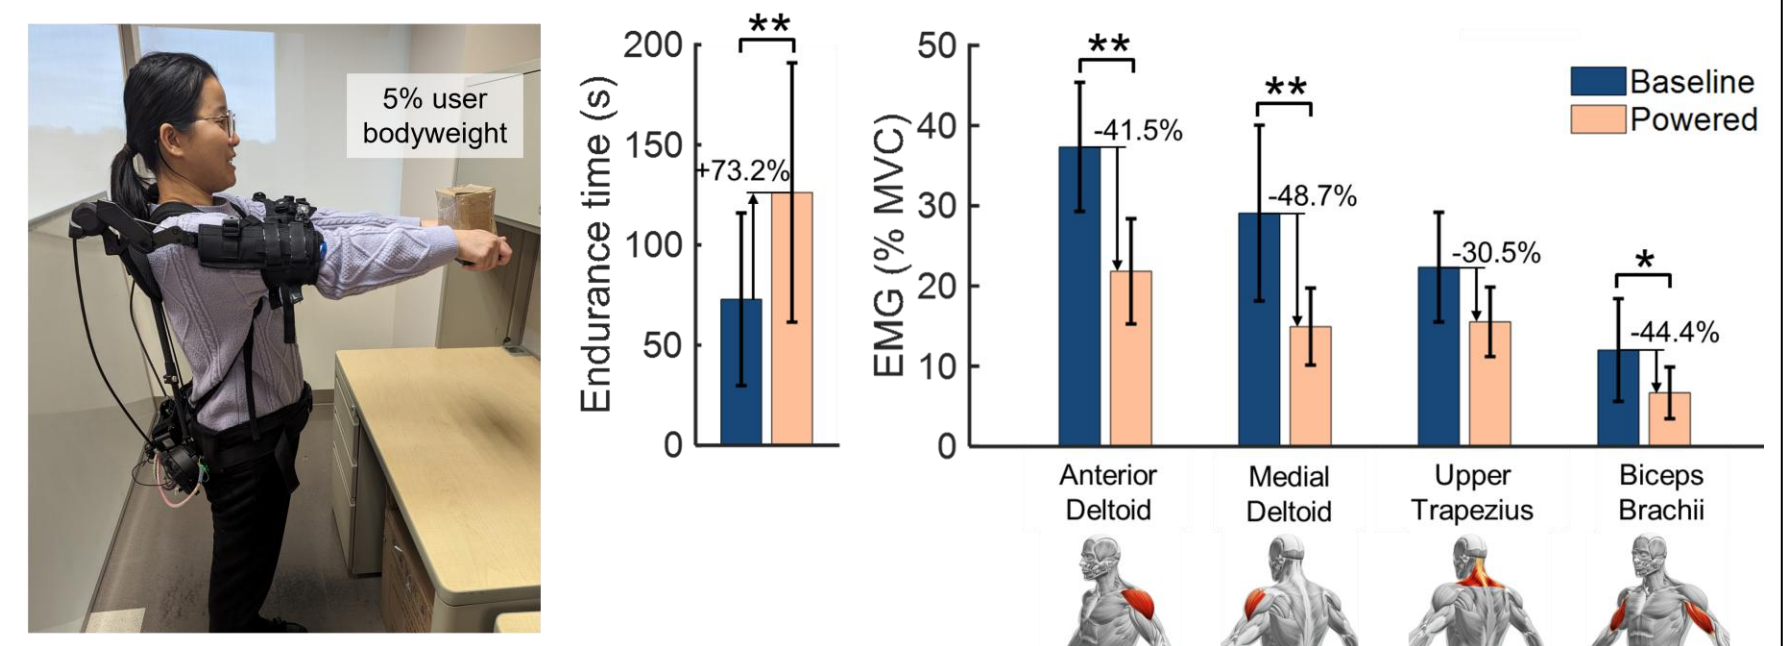 5% user
bodyweight
Endurance time (s)
200
150
100
50
0
**
+73.2%
EMG (% MVC)
50
40
30
20
10
0
**
-41.5%
**
-48.7%
-30.5%
*
-44.4%
Baseline
Powered
Anterior
Deltoid
Medial
Deltoid
Upper
Trapezius
Biceps
Brachii